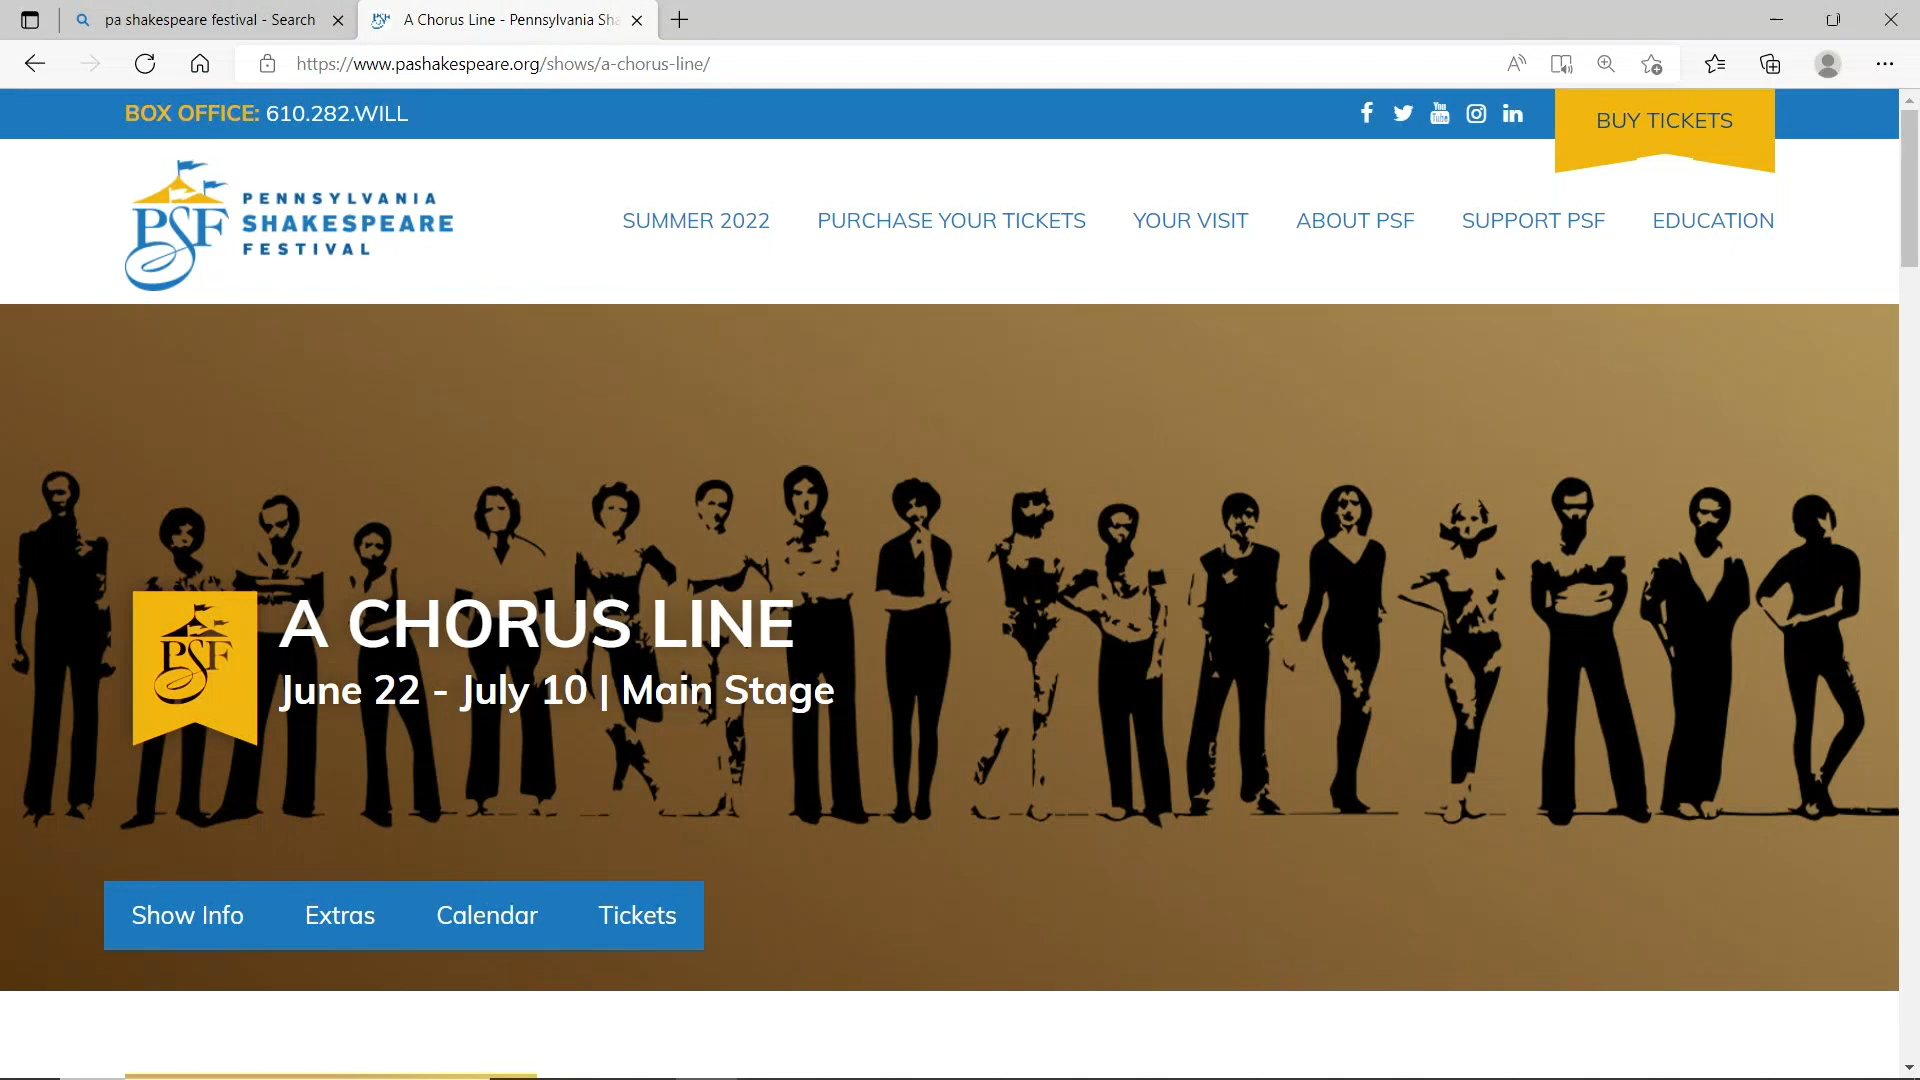 pa shakespeare festival - Search
A Chorus Line - Pennsylvania Sha
https://www.pashakespeare.org/shows/a-chorus-line/
BOX OFFICE: 610.282.WILL
You
Tube
BUY TICKETS
PSF
PENNSYLVANIA
SHAKESPEARE
FESTIVAL
SUMMER 2022
PURCHASE YOUR TICKETS
YOUR VISIT
ABOUT PSF
SUPPORT PSF
EDUCATION
PSF
A CHORUS LINE
June 22 - July 10 | Main Stage
Show Info
Extras
Calendar
Tickets